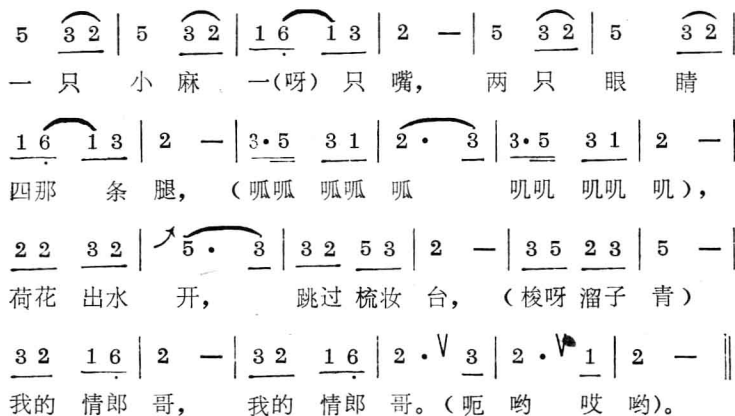 5 3 2 | 5 3 2 | 1 6 1 3 | 2 — | 5 3 2 | 5 3 2 |
一 只 小 麻 一(呀) 只 嘴， 两 只 眼 睛
1 6 1 3 | 2 — | 3·5 3 1 | 2 · 3 | 3·5 3 1 | 2 — |
四那 条 腿，（呱呱 呱呱 呱 叽叽 叽叽 叽），
2 2 3 2 | 5 · 3 | 3 2 5 3 | 2 — | 3 5 2 3 | 5 — |
荷花 出水 开， 跳过 梳妆 台，（梭呀 溜子 青）
3 2 1 6 | 2 — | 3 2 1 6 | 2 · V 3 | 2 · V 1 | 2 — ‖
我的 情郎 哥， 我的 情郎 哥。（呃 哟 哎 哟）。